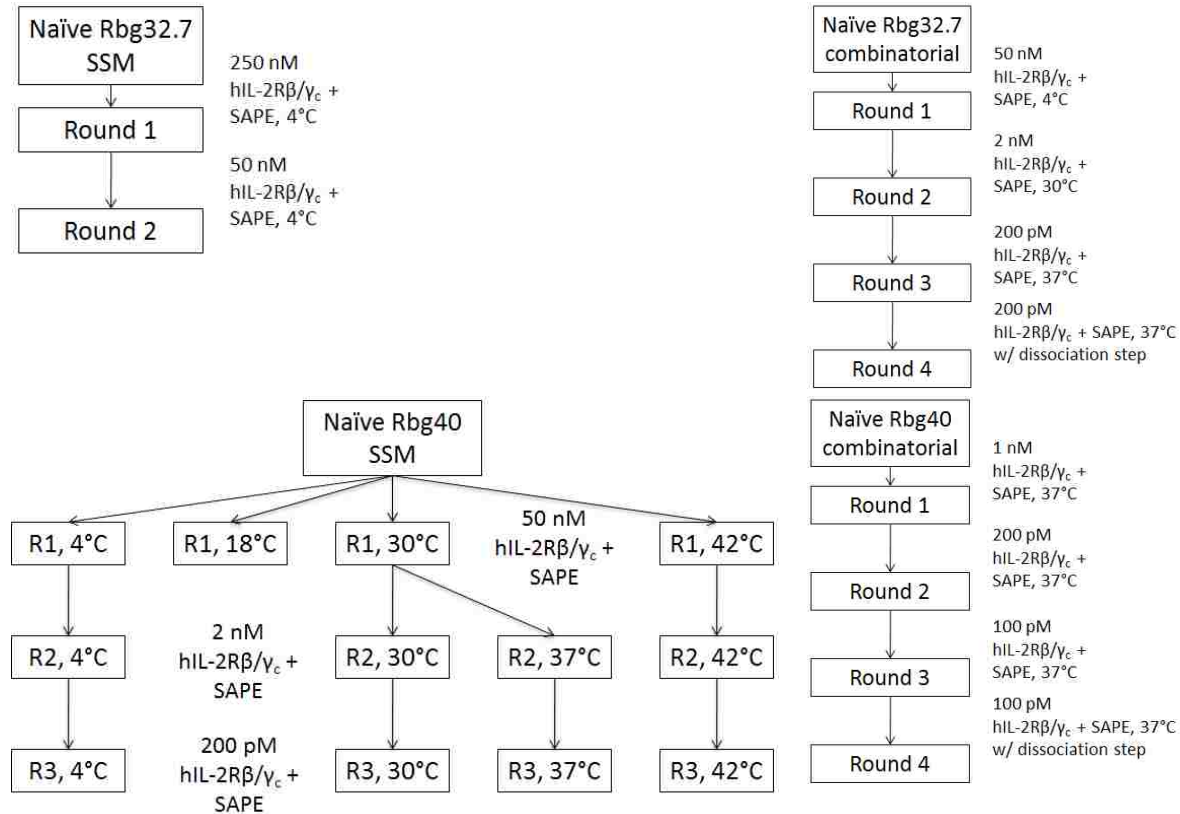 Naïve Rbg32.7
SSM
250 nM
hIL-2Rβ/γc +
SAPE, 4°C
Round 1
50 nM
hIL-2Rβ/γc +
SAPE, 4°C
Round 2
Naïve Rbg32.7
combinatorial
50 nM
hIL-2Rβ/γc +
SAPE, 4°C
Round 1
2 nM
hIL-2Rβ/γc +
SAPE, 30°C
Round 2
200 pM
hIL-2Rβ/γc +
SAPE, 37°C
Round 3
200 pM
hIL-2Rβ/γc + SAPE, 37°C
w/ dissociation step
Round 4
Naïve Rbg40
SSM
R1, 4°C
R1, 18°C
R1, 30°C
50 nM
hIL-2Rβ/γc +
SAPE
R1, 42°C
R2, 4°C
2 nM
hIL-2Rβ/γc +
SAPE
R2, 30°C
R2, 37°C
R2, 42°C
R3, 4°C
200 pM
hIL-2Rβ/γc +
SAPE
R3, 30°C
R3, 37°C
R3, 42°C
Naïve Rbg40
combinatorial
1 nM
hIL-2Rβ/γc +
SAPE, 37°C
Round 1
200 pM
hIL-2Rβ/γc +
SAPE, 37°C
Round 2
100 pM
hIL-2Rβ/γc +
SAPE, 37°C
Round 3
100 pM
hIL-2Rβ/γc + SAPE, 37°C
w/ dissociation step
Round 4